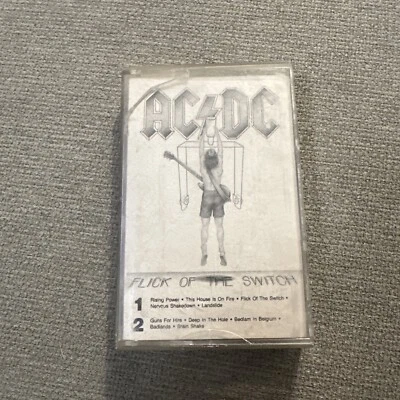 AC/DC
FLICK OF THE SWITCH
1
Rising Power • This House Is On Fire • Flick Of The Switch •
Nervous Shakedown • Landslide
2
Guns For Hire • Deep In The Hole • Bedlam In Belgium •
Badlands • Brain Shake